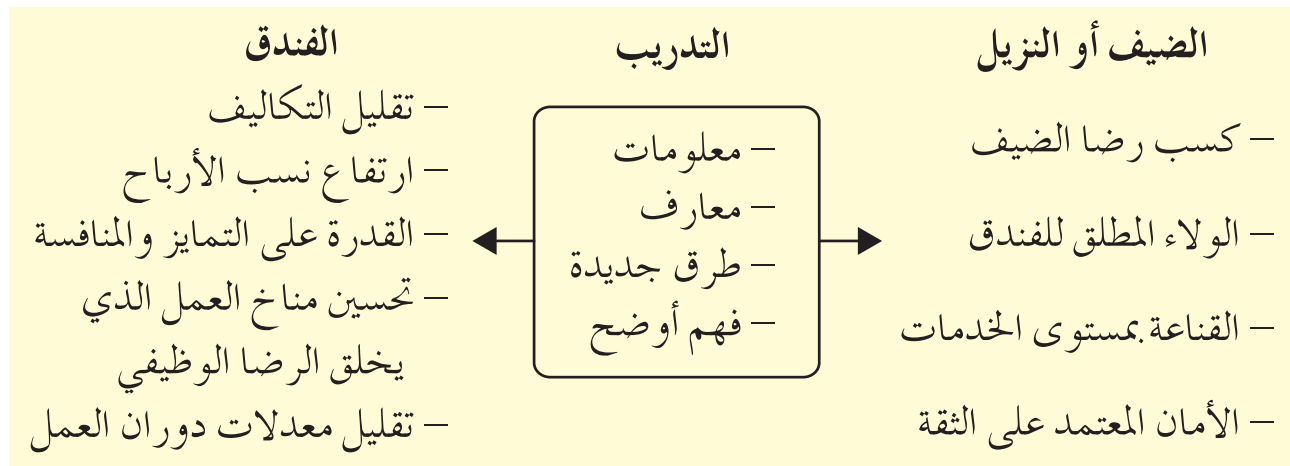 الضيف أو النزيل
– كسب رضا الضيف
– الولاء المطلق للفندق
– القناعة بمستوى الخدمات
– الأمان المعتمد على الثقة
التدريب
– معلومات
– معارف
– طرق جديدة
– فهم أوضح
الفندق
– تقليل التكاليف
– ارتفاع نسب الأرباح
– القدرة على التمايز والمنافسة
– تحسين مناخ العمل الذي
يخلق الرضا الوظيفي
– تقليل معدلات دوران العمل